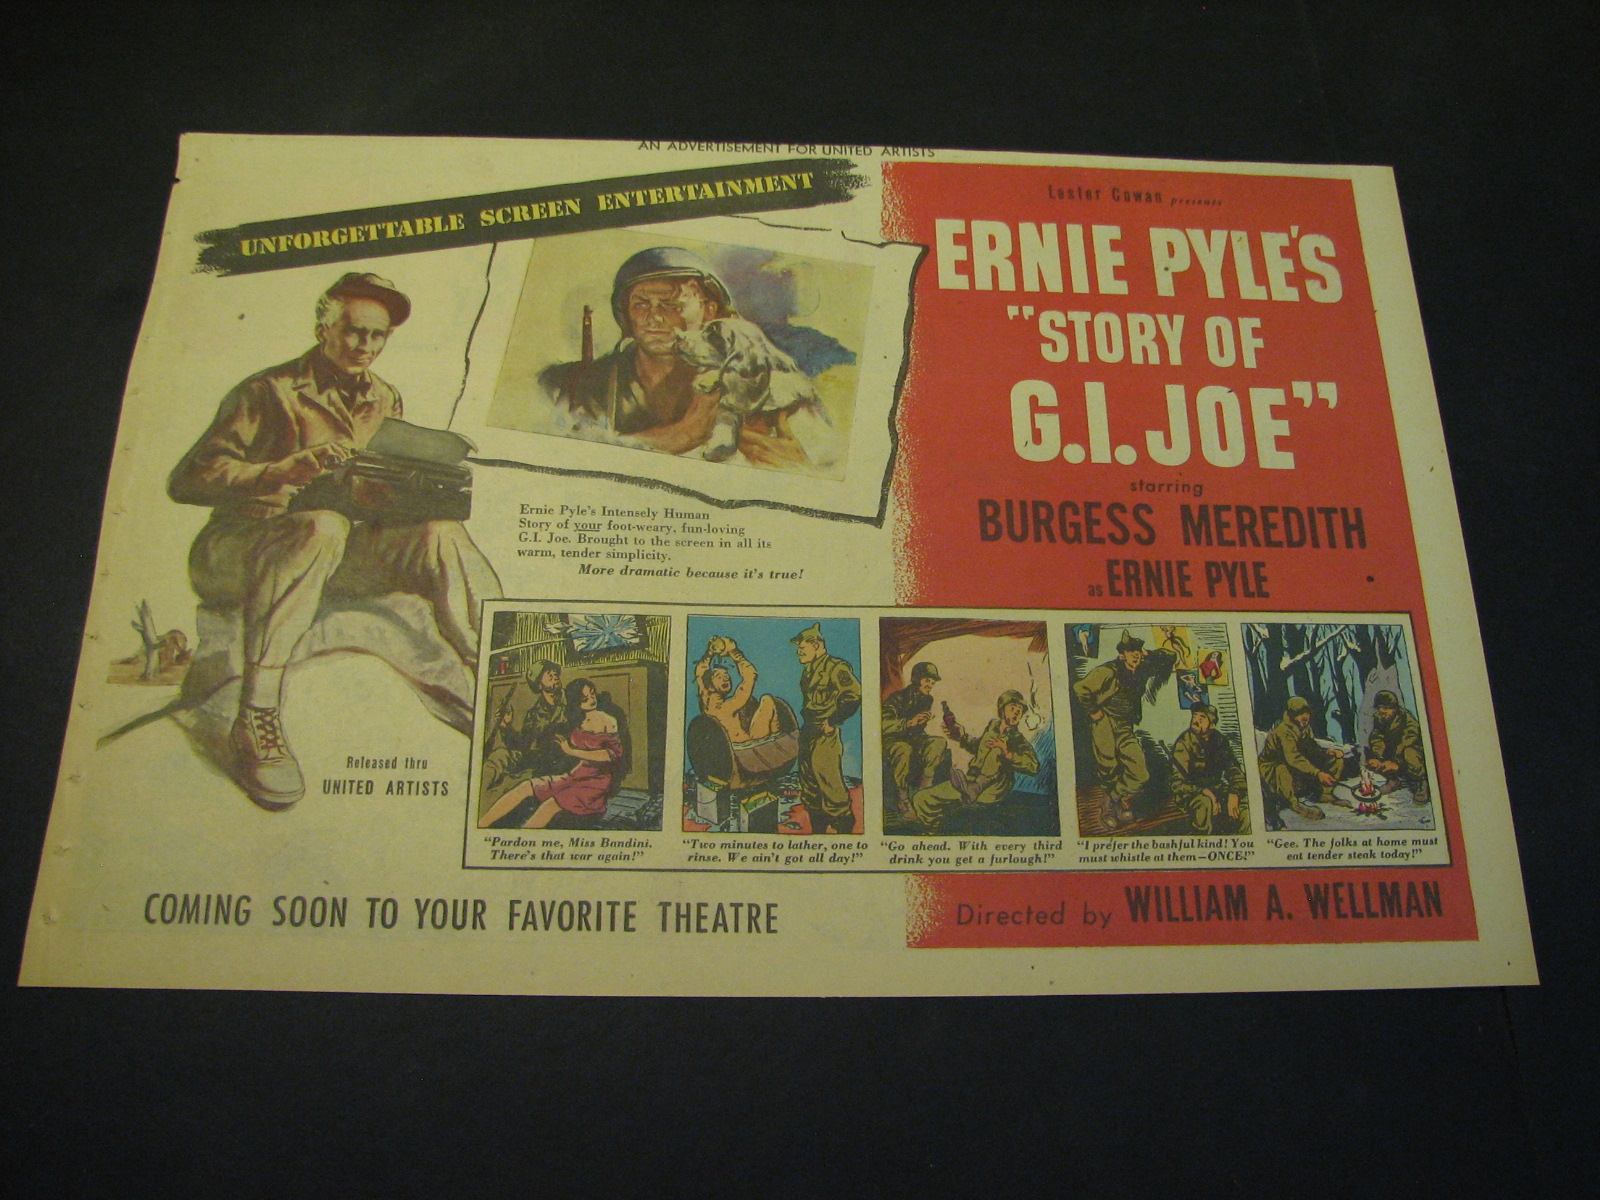 AN ADVERTISEMENT FOR UNITED ARTISTS
UNFORGETTABLE SCREEN ENTERTAINMENT
Lester Cowan presents
ERNIE PYLE'S
"STORY OF
G.I. JOE"
starring
BURGESS MEREDITH
as ERNIE PYLE
Ernie Pyle's Intensely Human
Story of your foot-weary, fun-loving
G.I. Joe. Brought to the screen in all its
warm, tender simplicity.
More dramatic because it's true!
Released thru
UNITED ARTISTS
"Pardon me, Miss Bandini.
There's that war again!"
"Two minutes to lather, one to
rinse. We ain't got all day!"
"Go ahead. With every third
drink you get a furlough!"
"I prefer the bashful kind! You
must whistle at them—ONCE!"
"Gee. The folks at home must
eat tender steak today!"
COMING SOON TO YOUR FAVORITE THEATRE
Directed by WILLIAM A. WELLMAN